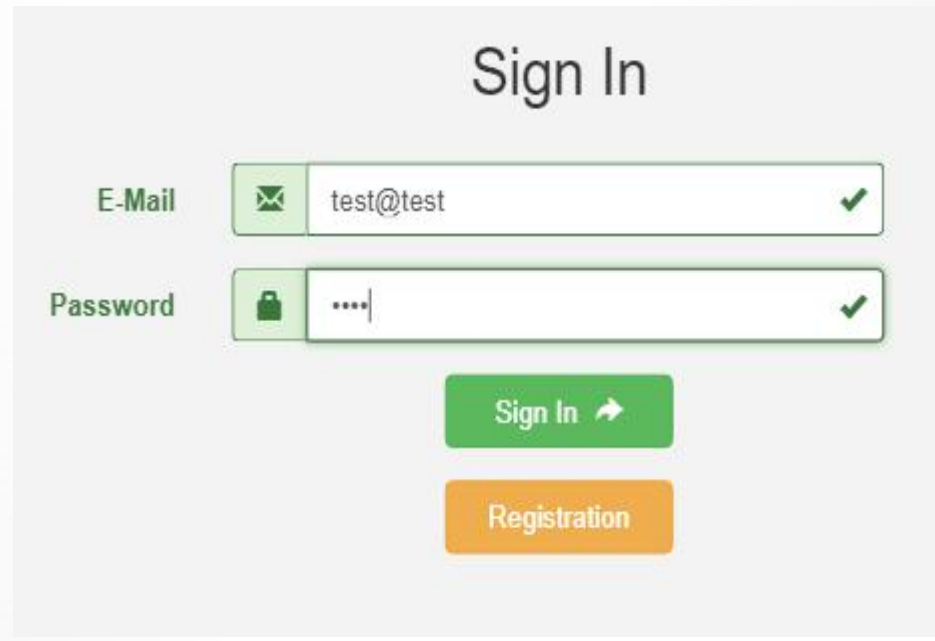 Sign In
E-Mail test@test
Password ••••
Sign In
Registration